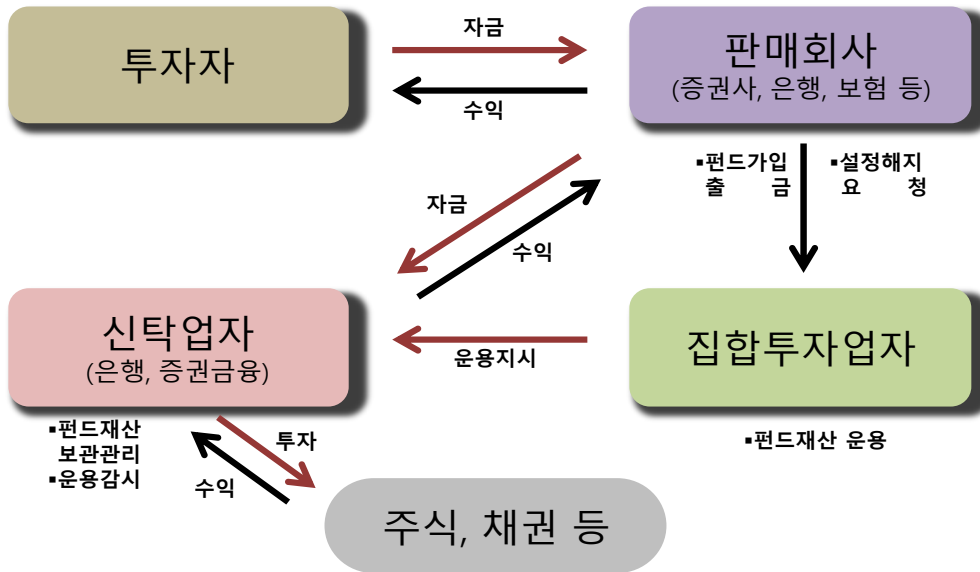 투자자
자금
수익
판매회사
(증권사, 은행, 보험 등)
▪펀드가입
출 금
▪설정해지
요 청
자금
수익
신탁업자
(은행, 증권금융)
운용지시
집합투자업자
▪펀드재산
보관관리
▪운용감시
투자
수익
▪펀드재산 운용
주식, 채권 등